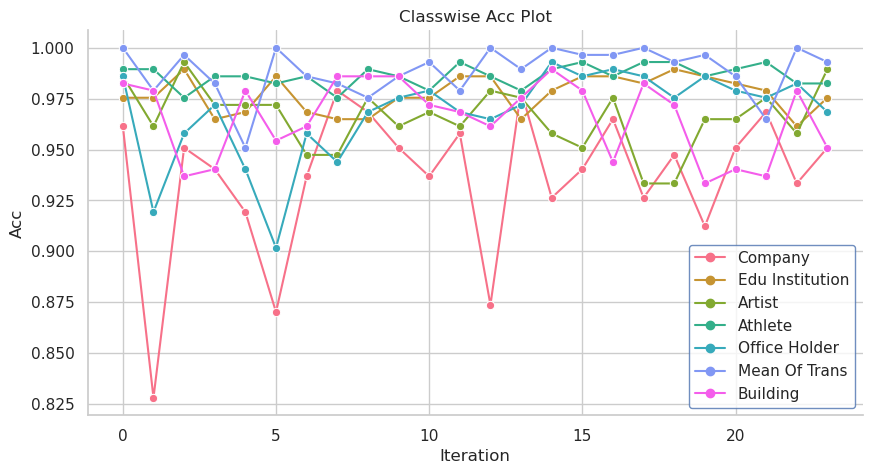 Classwise Acc Plot
1.000
0.975
0.950
0.925
0.900
0.875
0.850
0.825
Acc
0 5 10 15 20
Iteration
Company
Edu Institution
Artist
Athlete
Office Holder
Mean Of Trans
Building